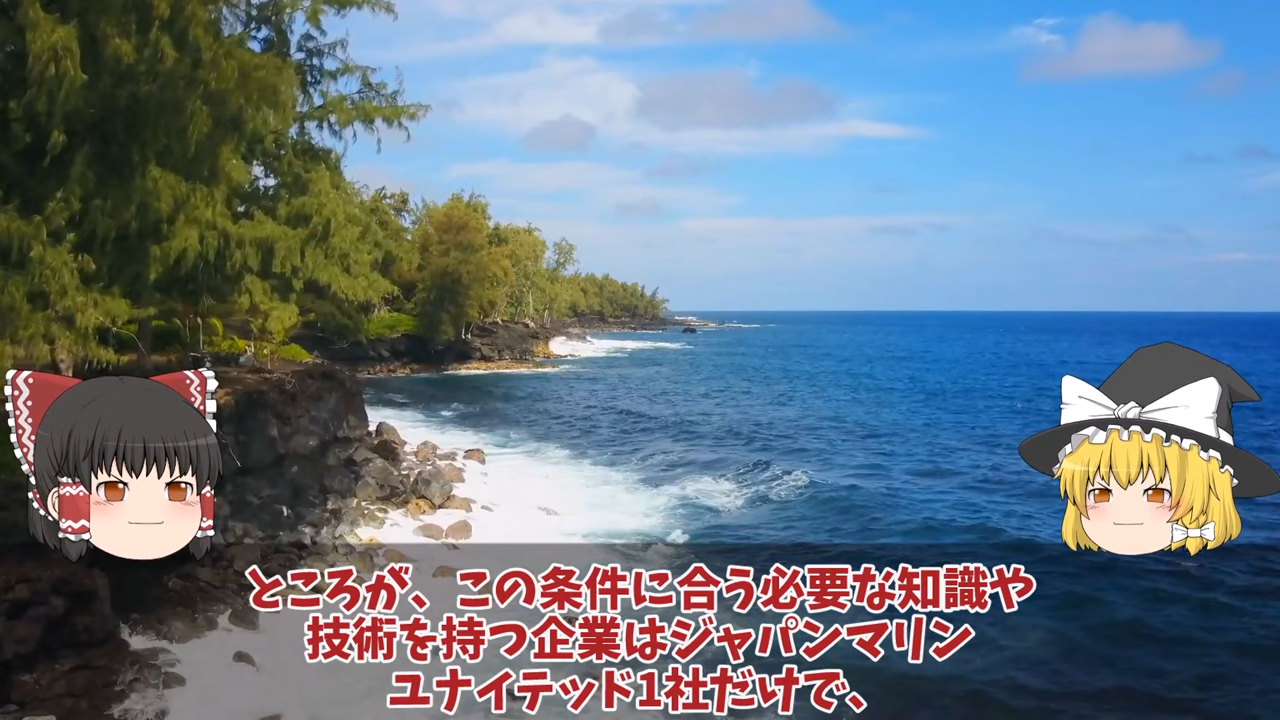 ところが、この条件に合う必要な知識や
技術を持つ企業はジャパンマリン
ユナイテッド1社だけで、